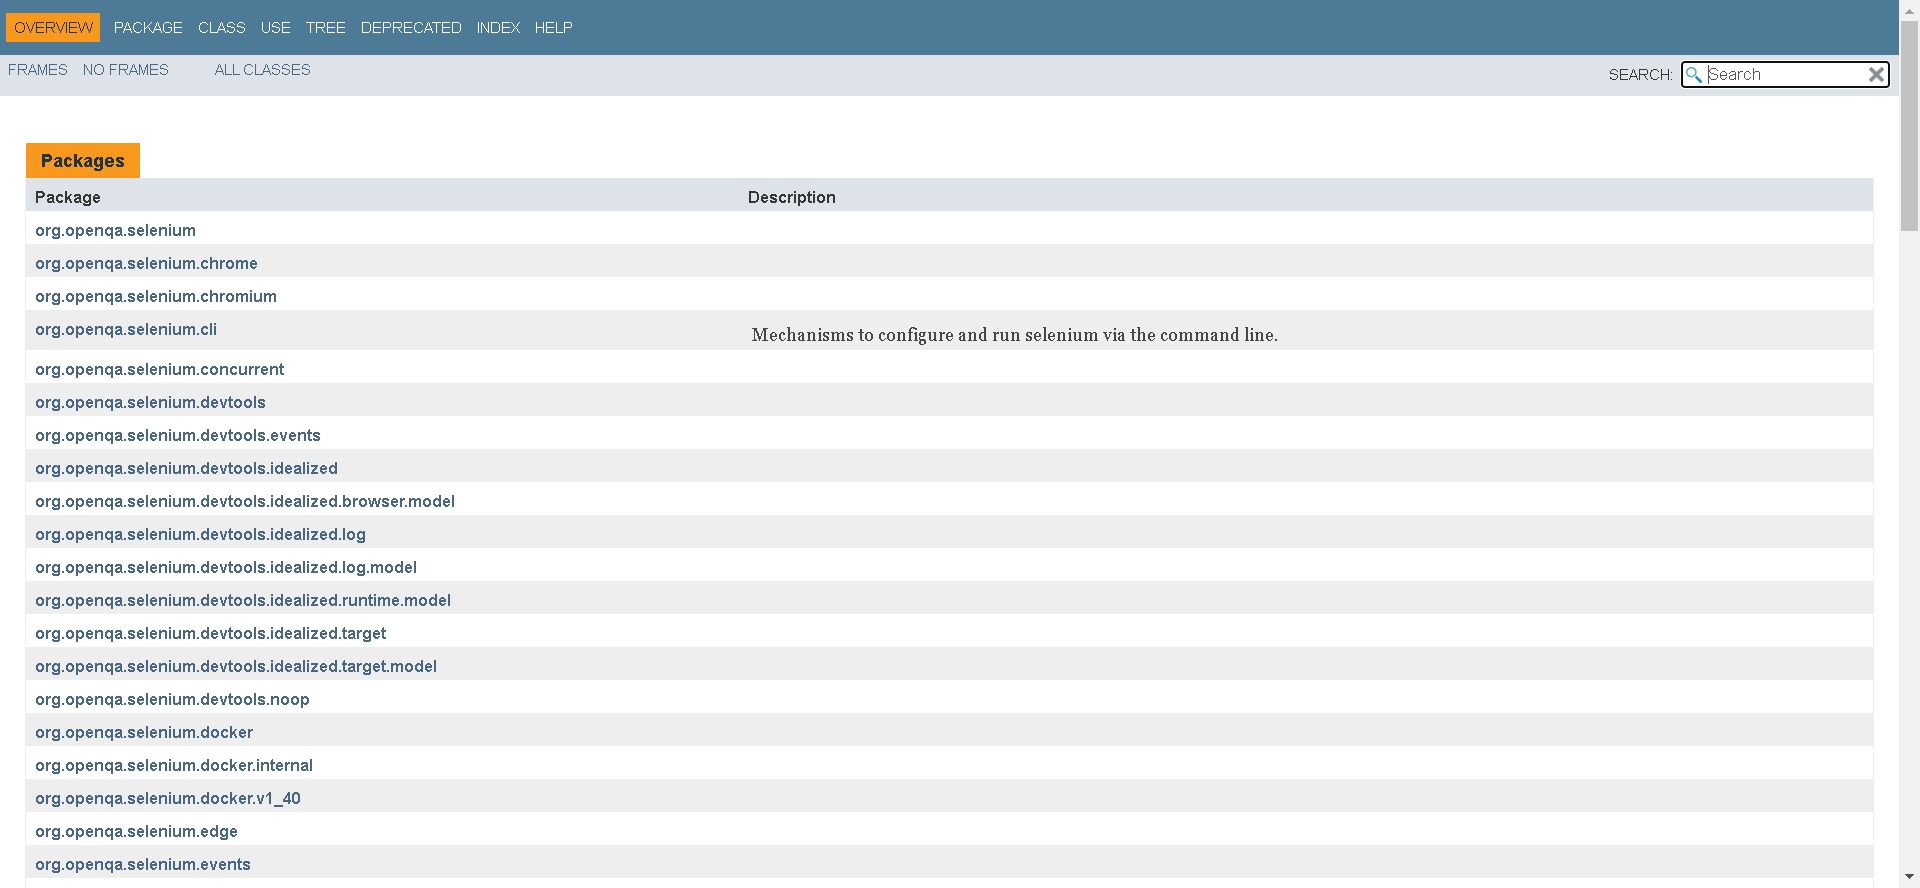 OVERVIEW PACKAGE CLASS USE TREE DEPRECATED INDEX HELP
FRAMES NO FRAMES ALL CLASSES SEARCH: Search
Packages
Package Description
org.openqa.selenium
org.openqa.selenium.chrome
org.openqa.selenium.chromium
org.openqa.selenium.cli Mechanisms to configure and run selenium via the command line.
org.openqa.selenium.concurrent
org.openqa.selenium.devtools
org.openqa.selenium.devtools.events
org.openqa.selenium.devtools.idealized
org.openqa.selenium.devtools.idealized.browser.model
org.openqa.selenium.devtools.idealized.log
org.openqa.selenium.devtools.idealized.log.model
org.openqa.selenium.devtools.idealized.runtime.model
org.openqa.selenium.devtools.idealized.target
org.openqa.selenium.devtools.idealized.target.model
org.openqa.selenium.devtools.noop
org.openqa.selenium.docker
org.openqa.selenium.docker.internal
org.openqa.selenium.docker.v1_40
org.openqa.selenium.edge
org.openqa.selenium.events